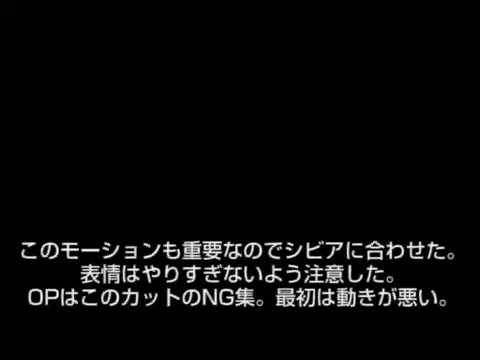 このモーションも重要なのでシビアに合わせた。
表情はやりすぎないよう注意した。
OPはこのカットのNG集。最初は動きが悪い。